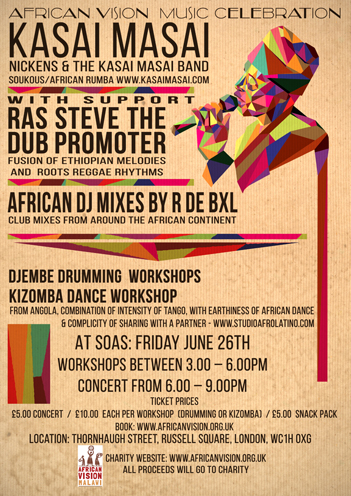 AFRICAN VISION MUSIC CELEBRATION
KASAI MASAI
NICKENS & THE KASAI MASAI BAND
SOUKOUS/AFRICAN RUMBA WWW.KASAIMASAI.COM
WITH SUPPORT
RAS STEVE THE
DUB PROMOTER
FUSION OF ETHIOPIAN MELODIES
AND ROOTS REGGAE RHYTHMS
AFRICAN DJ MIXES BY R DE BXL
CLUB MIXES FROM AROUND THE AFRICAN CONTINENT
DJEMBE DRUMMING WORKSHOPS
KIZOMBA DANCE WORKSHOP
FROM ANGOLA, COMBINATION OF INTENSITY OF TANGO, WITH EARTHINESS OF AFRICAN DANCE
& COMPLICITY OF SHARING WITH A PARTNER - WWW.STUDIOAFROLATINO.COM
AT SOAS: FRIDAY JUNE 26TH
WORKSHOPS BETWEEN 3.00 – 6.00PM
CONCERT FROM 6.00 – 9.00PM
TICKET PRICES
£5.00 CONCERT / £10.00 EACH PER WORKSHOP (DRUMMING OR KIZOMBA) / £5.00 SNACK PACK
BOOK: WWW.AFRICANVISION.ORG.UK
LOCATION: THORNHAUGH STREET, RUSSELL SQUARE, LONDON, WC1H OXG
CHARITY WEBSITE: WWW.AFRICANVISION.ORG.UK
ALL PROCEEDS WILL GO TO CHARITY
AFRICAN
VISION
MALAWI